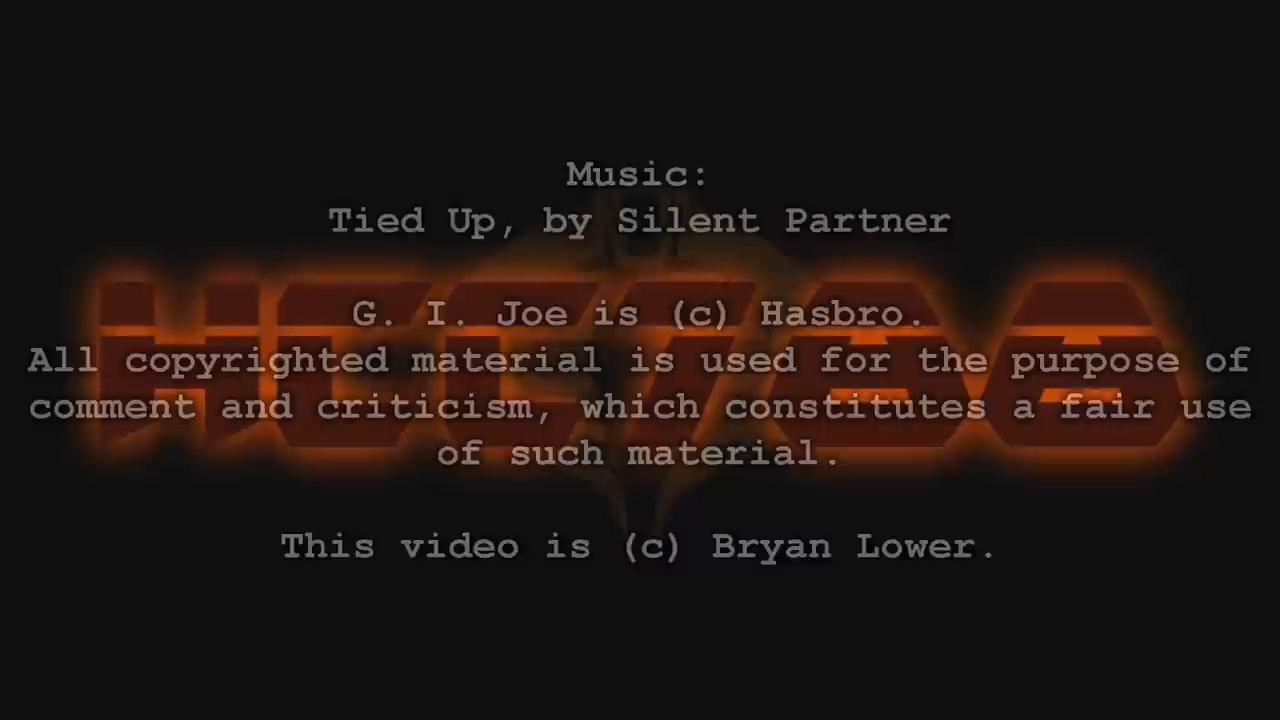 Music:
Tied Up, by Silent Partner
HCC788
G. I. Joe is (c) Hasbro.
All copyrighted material is used for the purpose of
comment and criticism, which constitutes a fair use
of such material.
This video is (c) Bryan Lower.